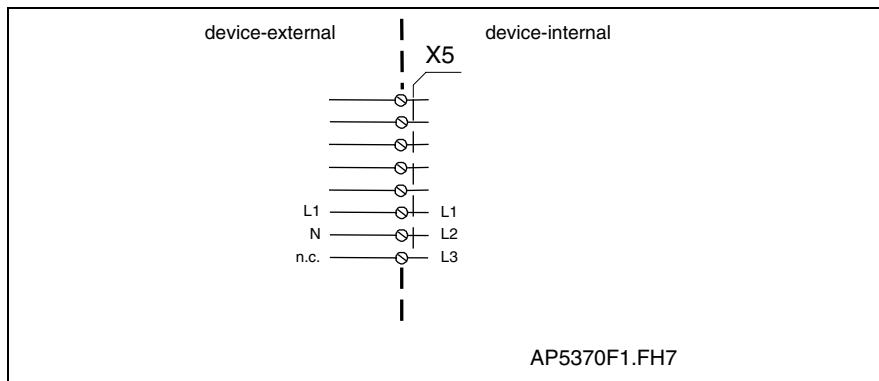 device-external device-internal
X5
L1 L1
N L2
n.c. L3
AP5370F1.FH7